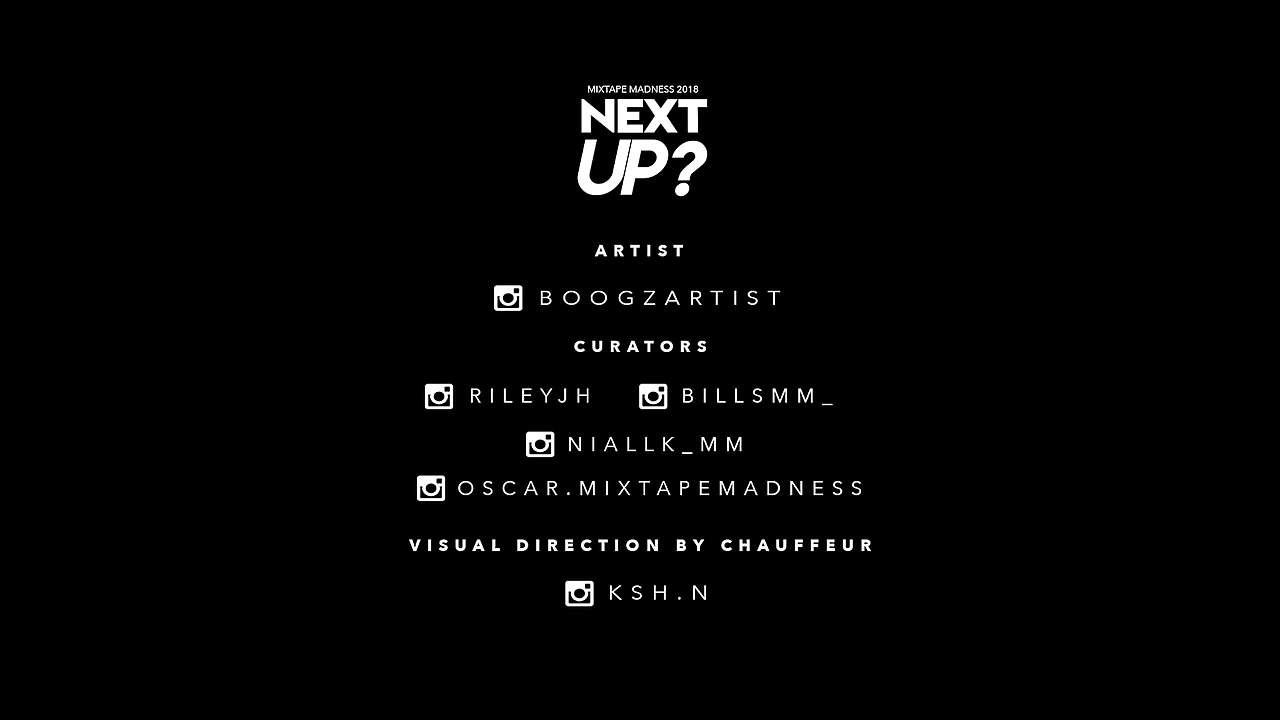 MIXTAPE MADNESS 2018
NEXT
UP?
ARTIST
BOOGZARTIST
CURATORS
RILEYJH BILLSMM_
NIALLK_MM
OSCAR.MIXTAPEMADNESS
VISUAL DIRECTION BY CHAUFFEUR
KSH.N